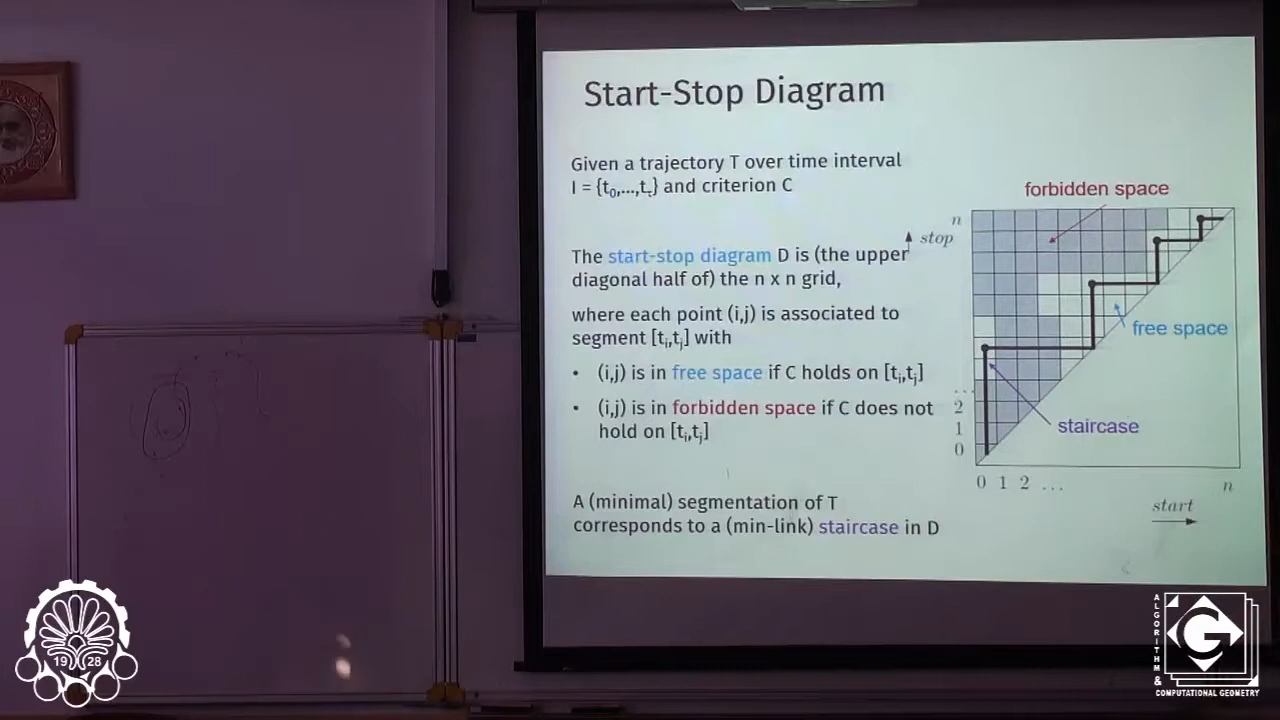 Start-Stop Diagram
Given a trajectory T over time interval
I = {t₀,...,tₙ} and criterion C
The start-stop diagram D is (the upper
diagonal half of) the n x n grid,
where each point (i,j) is associated to
segment [tᵢ,tⱼ] with
• (i,j) is in free space if C holds on [tᵢ,tⱼ]
• (i,j) is in forbidden space if C does not
hold on [tᵢ,tⱼ]
A (minimal) segmentation of T
corresponds to a (min-link) staircase in D
forbidden space
n
stop
free space
staircase
...
2
1
0
0 1 2 ...
n
start
19 28
ALGORITHM &
G
COMPUTATIONAL GEOMETRY